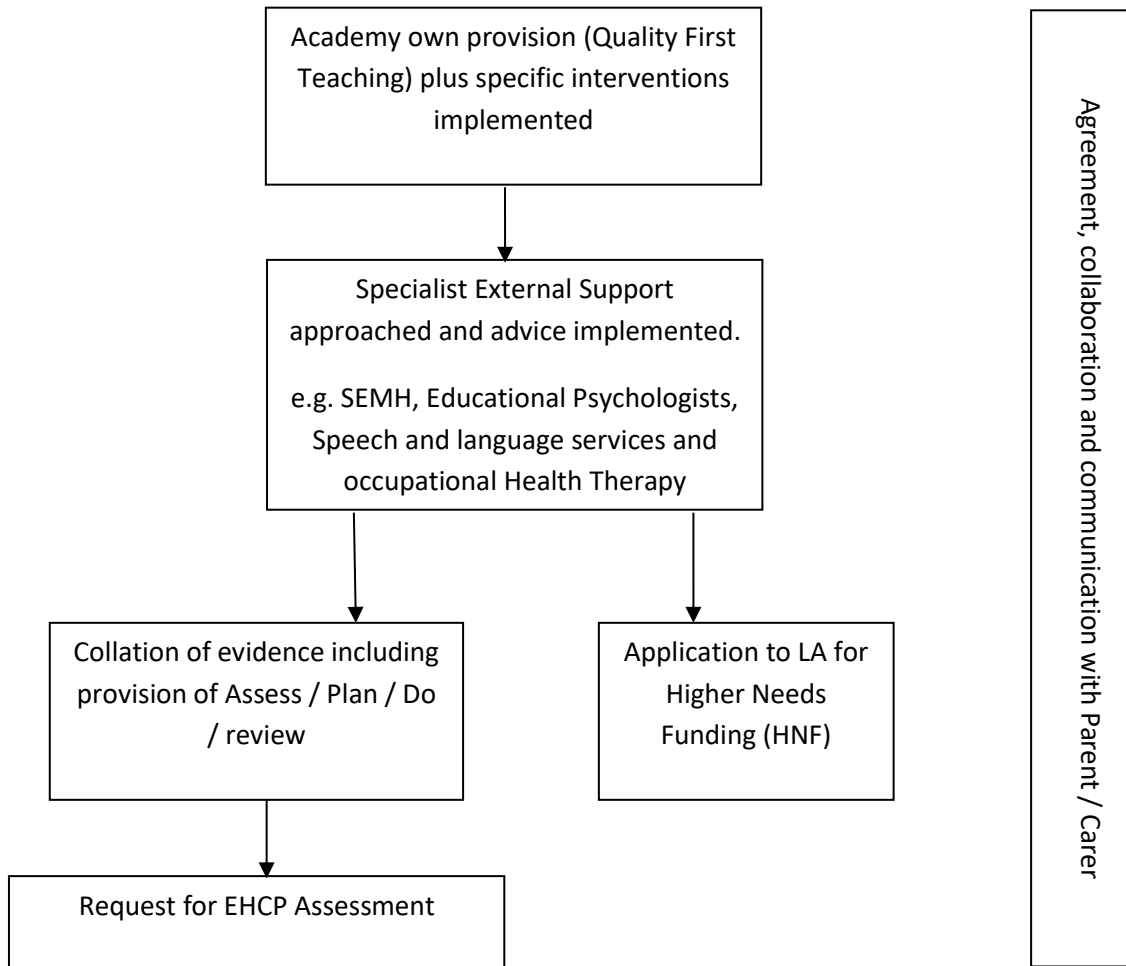 Academy own provision (Quality First
Teaching) plus specific interventions
implemented
Specialist External Support
approached and advice implemented.
e.g. SEMH, Educational Psychologists,
Speech and language services and
occupational Health Therapy
Collation of evidence including
provision of Assess / Plan / Do
/ review
Application to LA for
Higher Needs
Funding (HNF)
Request for EHCP Assessment
Agreement, collaboration and communication with Parent / Carer